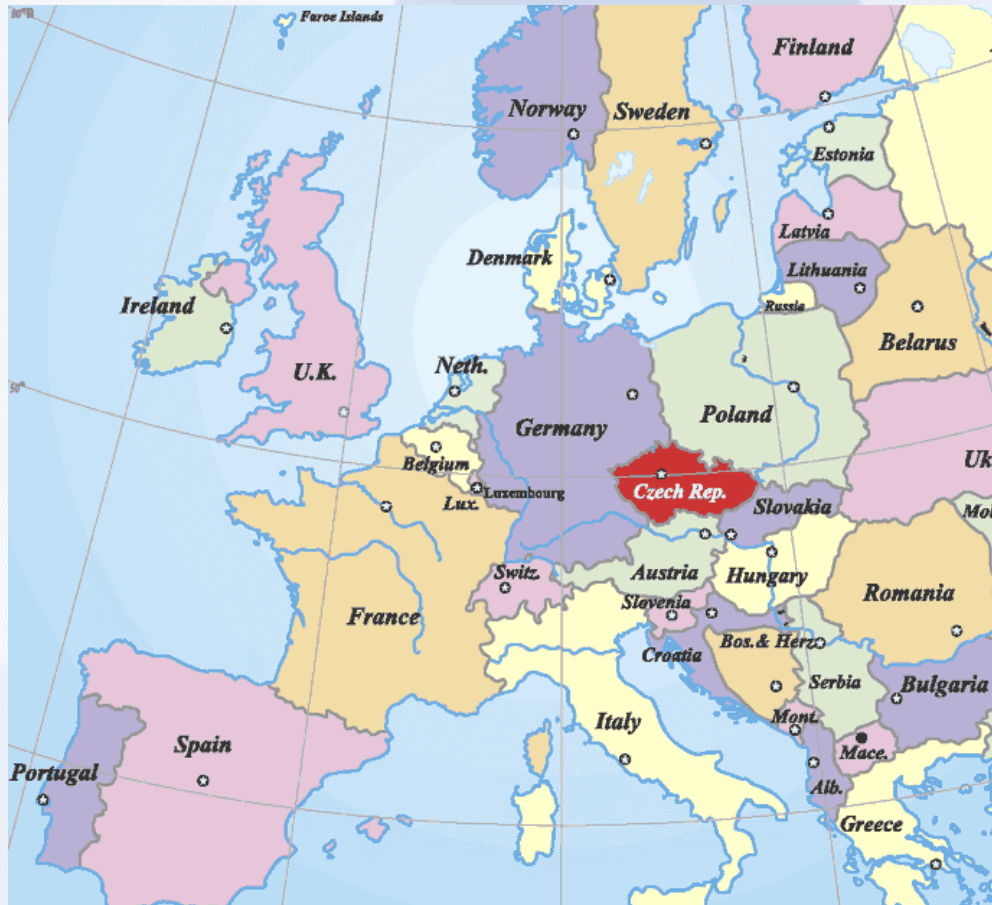 Faroe Islands
Finland
Norway
Sweden
Estonia
Latvia
Denmark
Lithuania
Ireland
Russia
Belarus
U.K.
Neth.
50°
Poland
Germany
Belgium
Uk
Czech Rep.
Luxembourg
Lux.
Slovakia
Mol
Switz.
Austria
Hungary
Romania
Slovenia
France
Bos.& Herz.
Croatia
Serbia
Bulgaria
Mont.
Italy
Spain
Mace.
Portugal
Alb.
Greece